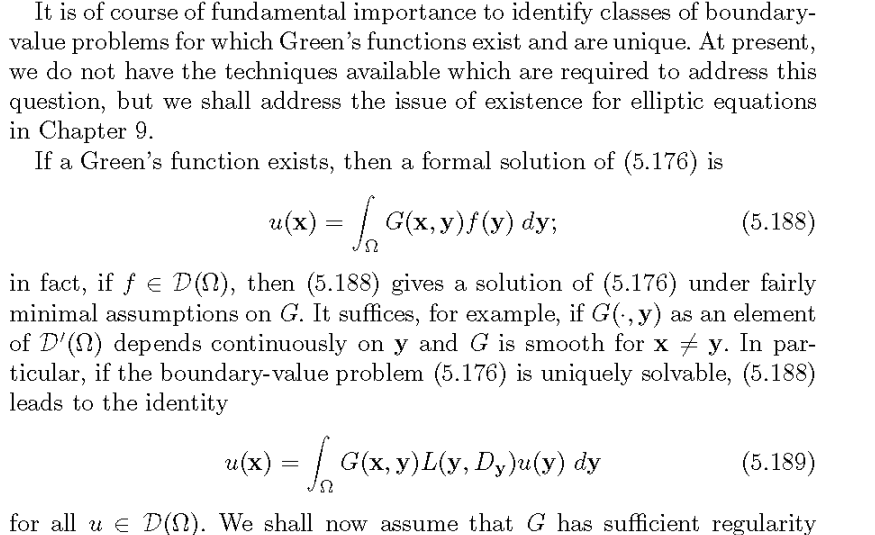 It is of course of fundamental importance to identify classes of boundary-
value problems for which Green's functions exist and are unique. At present,
we do not have the techniques available which are required to address this
question, but we shall address the issue of existence for elliptic equations
in Chapter 9.
If a Green's function exists, then a formal solution of (5.176) is
u(x) = ∫_Ω G(x, y)f(y) dy; (5.188)
in fact, if f ∈ 𝒟(Ω), then (5.188) gives a solution of (5.176) under fairly
minimal assumptions on G. It suffices, for example, if G(·, y) as an element
of 𝒟′(Ω) depends continuously on y and G is smooth for x ≠ y. In par-
ticular, if the boundary-value problem (5.176) is uniquely solvable, (5.188)
leads to the identity
u(x) = ∫_Ω G(x, y)L(y, D_y)u(y) dy (5.189)
for all u ∈ 𝒟(Ω). We shall now assume that G has sufficient regularity